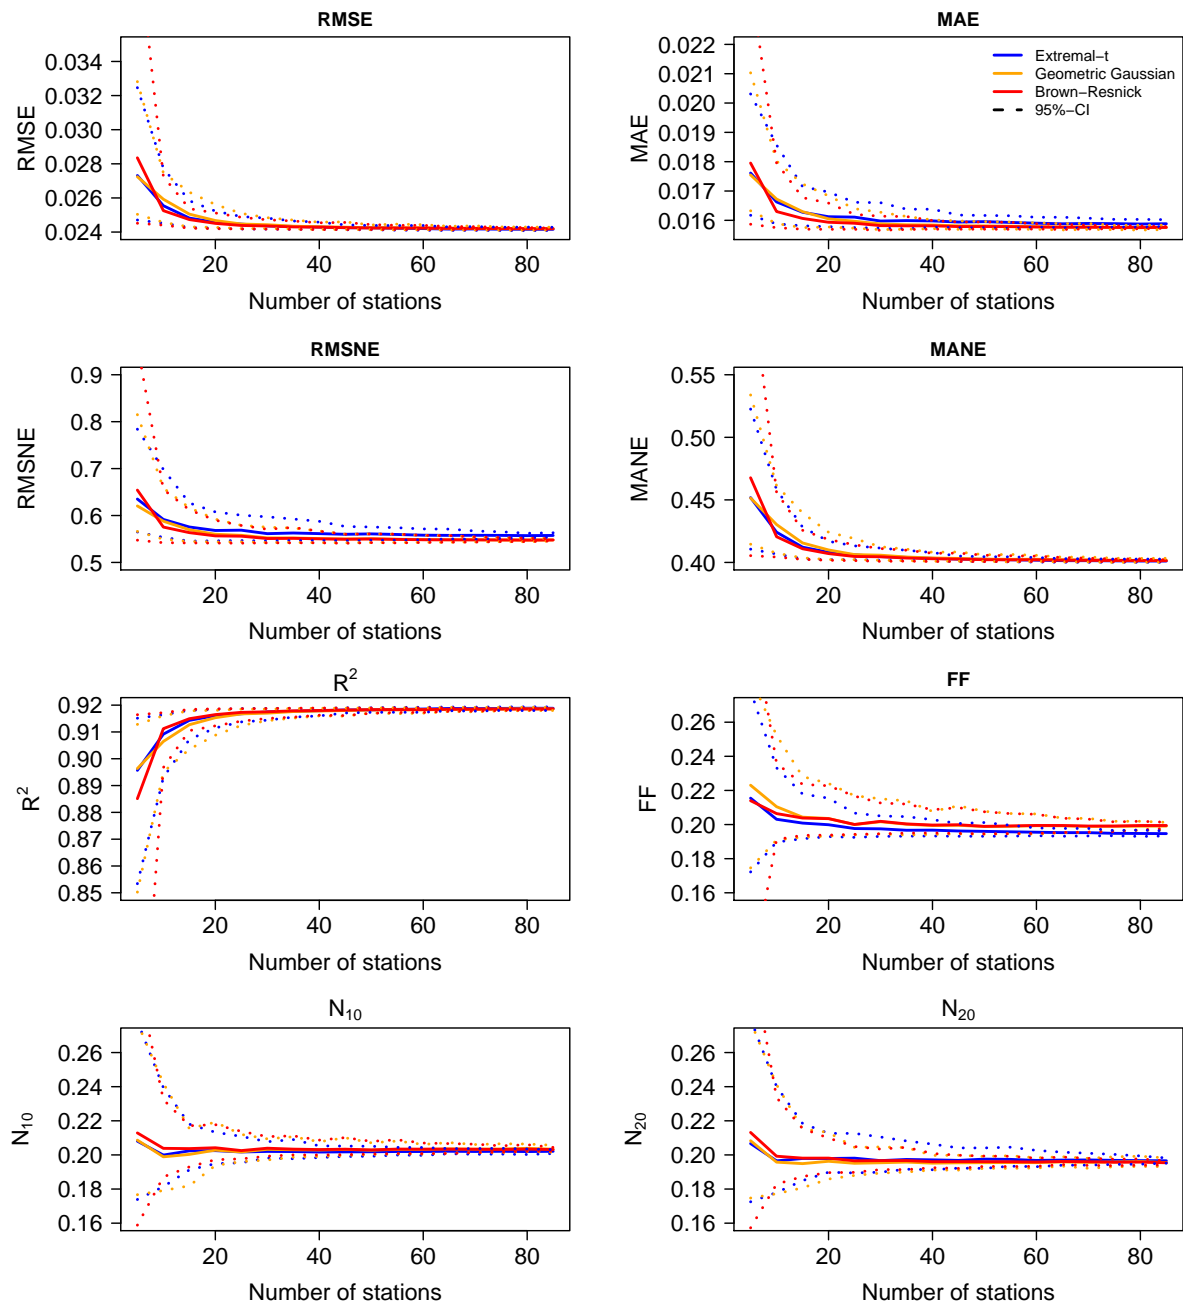 RMSE
0.034
0.032
0.030
0.028
0.026
0.024
RMSE
20 40 60 80
Number of stations
MAE
0.022
0.021
0.020
0.019
0.018
0.017
0.016
MAE
Extremal−t
Geometric Gaussian
Brown−Resnick
95%−CI
20 40 60 80
Number of stations
RMSNE
0.9
0.8
0.7
0.6
0.5
RMSNE
20 40 60 80
Number of stations
MANE
0.55
0.50
0.45
0.40
MANE
20 40 60 80
Number of stations
R²
0.92
0.91
0.90
0.89
0.88
0.87
0.86
0.85
R²
20 40 60 80
Number of stations
FF
0.26
0.24
0.22
0.20
0.18
0.16
FF
20 40 60 80
Number of stations
N₁₀
0.26
0.24
0.22
0.20
0.18
0.16
N₁₀
20 40 60 80
Number of stations
N₂₀
0.26
0.24
0.22
0.20
0.18
0.16
N₂₀
20 40 60 80
Number of stations